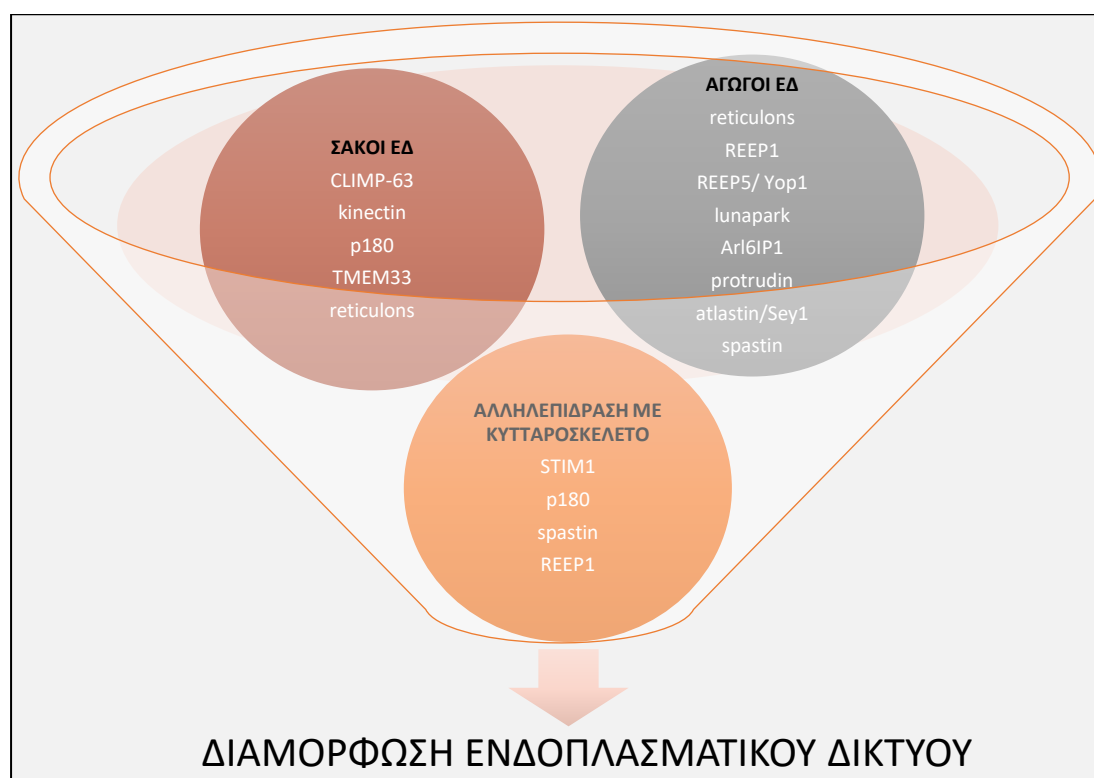 ΣΑΚΟΙ ΕΔ
CLIMP-63
kinectin
p180
TMEM33
reticulons
ΑΓΩΓΟΙ ΕΔ
reticulons
REEP1
REEP5/ Yop1
lunapark
Arl6IP1
protrudin
atlastin/Sey1
spastin
ΑΛΛΗΛΕΠΙΔΡΑΣΗ ΜΕ
ΚΥΤΤΑΡΟΣΚΕΛΕΤΟ
STIM1
p180
spastin
REEP1
ΔΙΑΜΟΡΦΩΣΗ ΕΝΔΟΠΛΑΣΜΑΤΙΚΟΥ ΔΙΚΤΥΟΥ